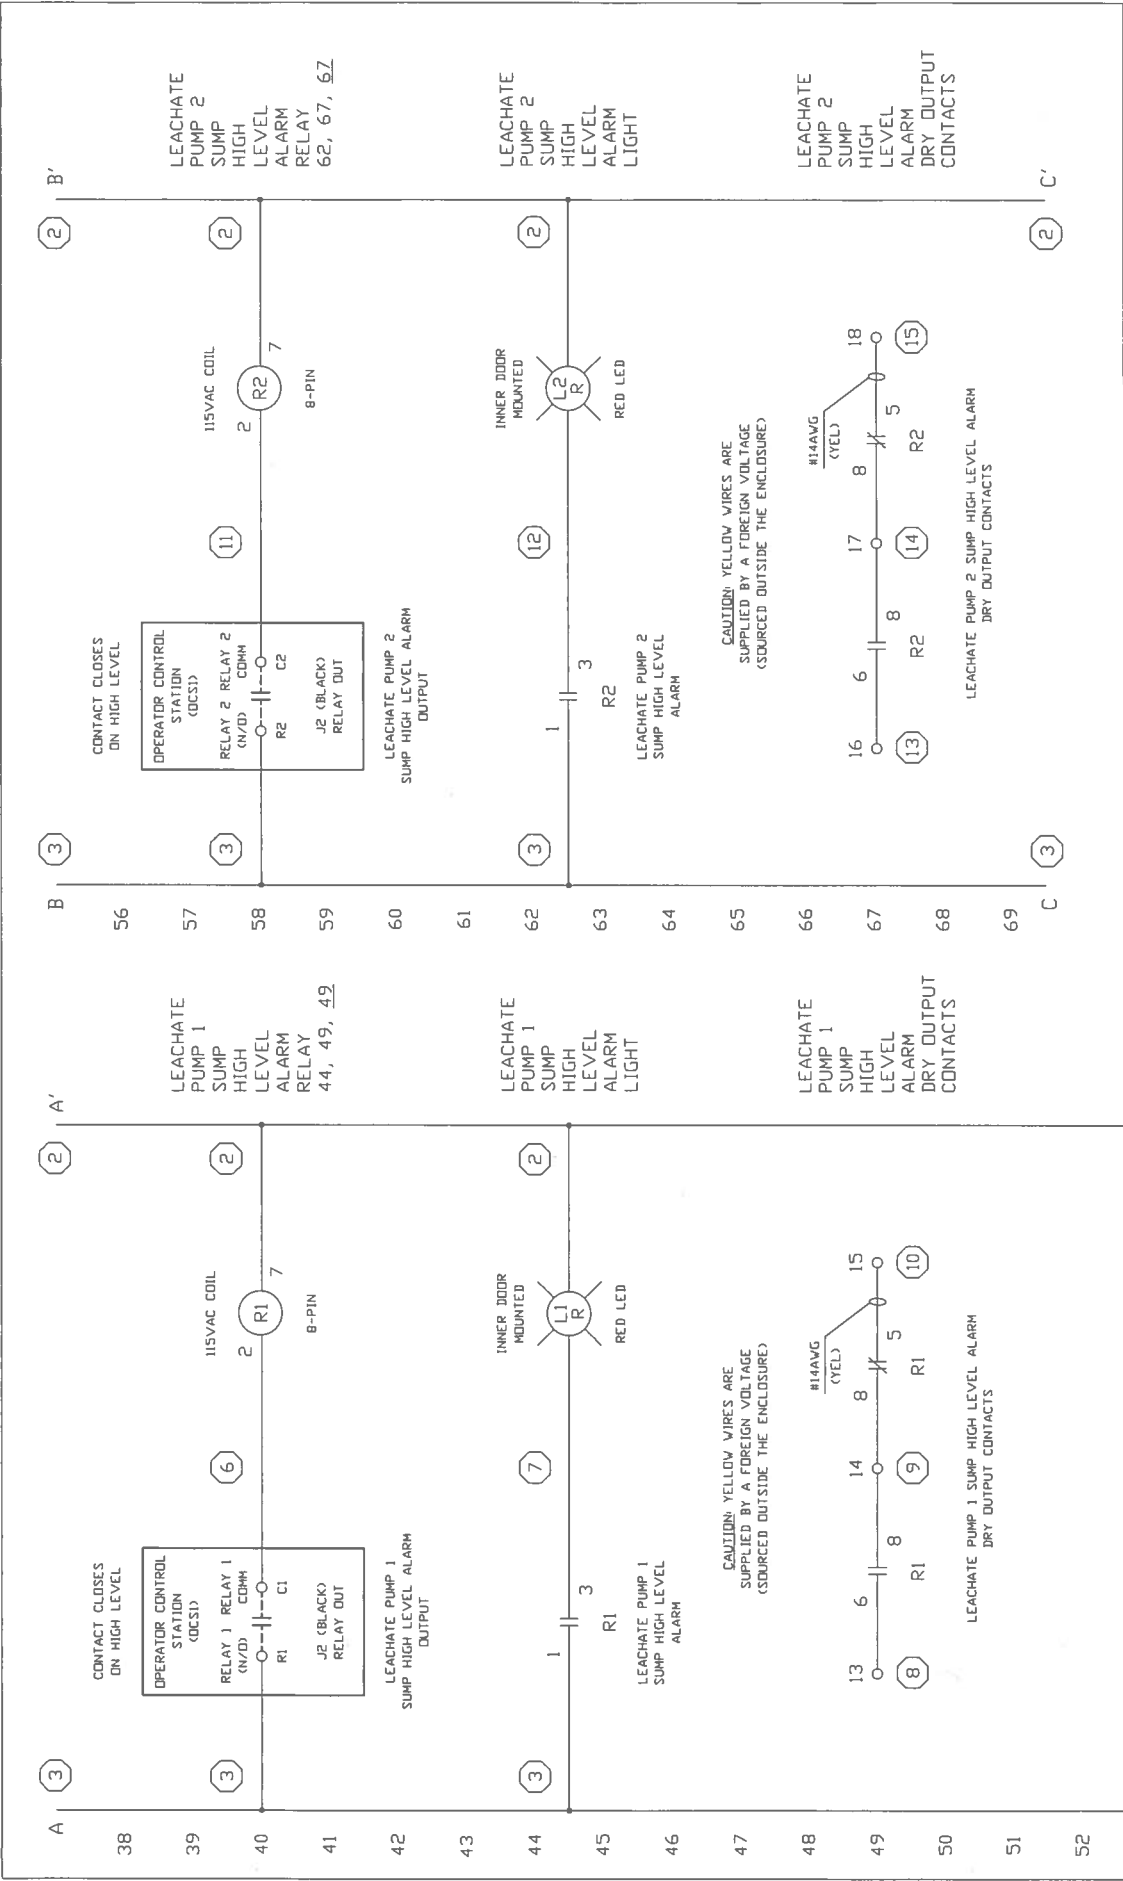 A
3
2
A'
38
39
40
41
42
43
44
45
46
47
48
49
50
51
52
CONTACT CLOSES
ON HIGH LEVEL
OPERATOR CONTROL
STATION
(OCS1)
RELAY 1 RELAY 1
(N/O) COMM
R1
C1
J2 (BLACK)
RELAY OUT
LEACHATE PUMP 1
SUMP HIGH LEVEL ALARM
OUTPUT
3
6
115VAC COIL
2
R1
7
8-PIN
2
LEACHATE
PUMP 1
SUMP
HIGH
LEVEL
ALARM
RELAY
44, 49, 49
3
1
3
R1
LEACHATE PUMP 1
SUMP HIGH LEVEL
ALARM
7
INNER DOOR
MOUNTED
L1
R
RED LED
2
LEACHATE
PUMP 1
SUMP
HIGH
LEVEL
ALARM
LIGHT
CAUTION: YELLOW WIRES ARE
SUPPLIED BY A FOREIGN VOLTAGE
(SOURCED OUTSIDE THE ENCLOSURE)
#14AWG
(YEL)
13
8
6
8
R1
14
9
8
5
R1
15
10
LEACHATE PUMP 1 SUMP HIGH LEVEL ALARM
DRY OUTPUT CONTACTS
LEACHATE
PUMP 1
SUMP
HIGH
LEVEL
ALARM
DRY OUTPUT
CONTACTS
B
3
2
B'
56
57
58
59
60
61
62
63
64
65
66
67
68
69
CONTACT CLOSES
ON HIGH LEVEL
OPERATOR CONTROL
STATION
(OCS1)
RELAY 2 RELAY 2
(N/O) COMM
R2
C2
J2 (BLACK)
RELAY OUT
LEACHATE PUMP 2
SUMP HIGH LEVEL ALARM
OUTPUT
3
11
115VAC COIL
2
R2
7
8-PIN
2
LEACHATE
PUMP 2
SUMP
HIGH
LEVEL
ALARM
RELAY
62, 67, 67
3
1
3
R2
LEACHATE PUMP 2
SUMP HIGH LEVEL
ALARM
12
INNER DOOR
MOUNTED
L2
R
RED LED
2
LEACHATE
PUMP 2
SUMP
HIGH
LEVEL
ALARM
LIGHT
CAUTION: YELLOW WIRES ARE
SUPPLIED BY A FOREIGN VOLTAGE
(SOURCED OUTSIDE THE ENCLOSURE)
#14AWG
(YEL)
16
13
6
8
R2
17
14
8
5
R2
18
15
LEACHATE PUMP 2 SUMP HIGH LEVEL ALARM
DRY OUTPUT CONTACTS
LEACHATE
PUMP 2
SUMP
HIGH
LEVEL
ALARM
DRY OUTPUT
CONTACTS
C
3
2
C'